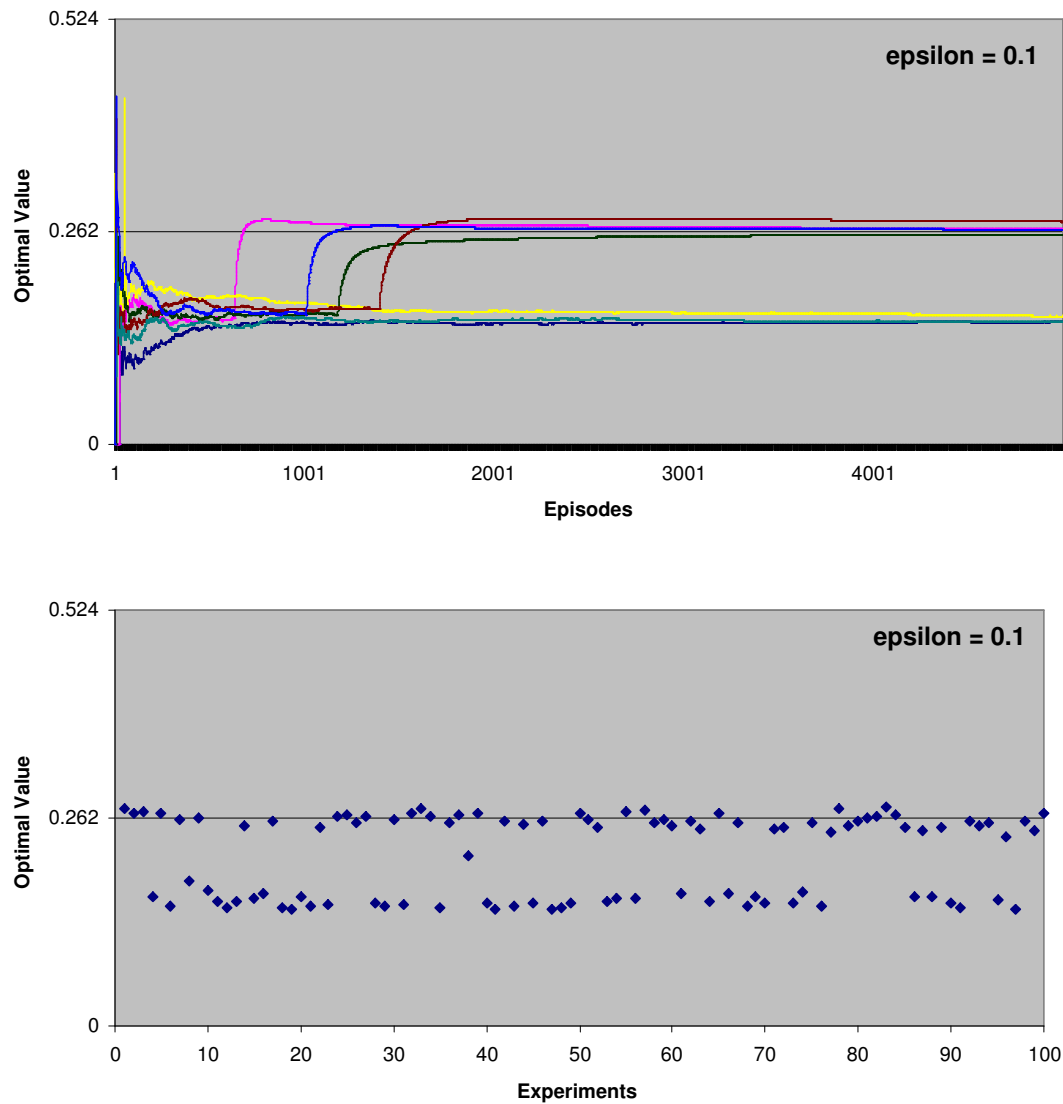 0.524
epsilon = 0.1
Optimal Value
0.262
0
1 1001 2001 3001 4001
Episodes
0.524
epsilon = 0.1
Optimal Value
0.262
0
0 10 20 30 40 50 60 70 80 90 100
Experiments